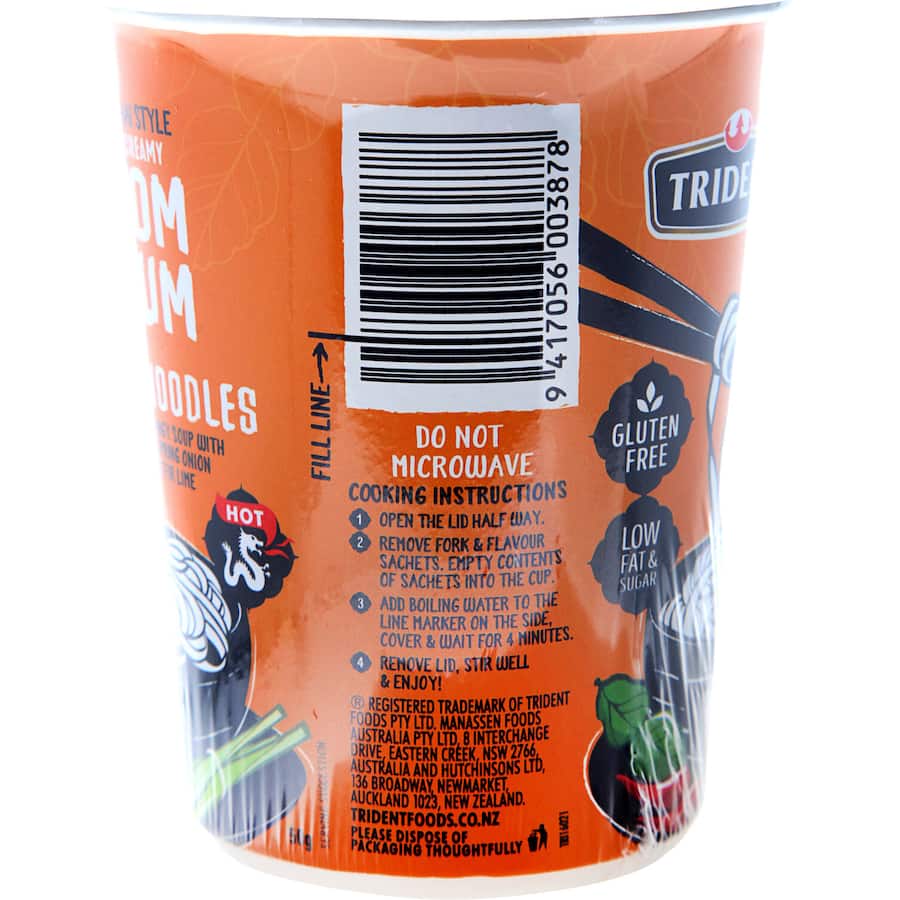 STYLE
CREAMY
OM
UM
NOODLES
SOUP WITH
ONION
LIME
HOT
FILL LINE
9 417056 003878
DO NOT
MICROWAVE
COOKING INSTRUCTIONS
1 OPEN THE LID HALF WAY.
2 REMOVE FORK & FLAVOUR
SACHETS. EMPTY CONTENTS
OF SACHETS INTO THE CUP.
3 ADD BOILING WATER TO THE
LINE MARKER ON THE SIDE,
COVER & WAIT FOR 4 MINUTES.
4 REMOVE LID, STIR WELL
& ENJOY!
® REGISTERED TRADEMARK OF TRIDENT
FOODS PTY LTD. MANASSEN FOODS
AUSTRALIA PTY LTD, 8 INTERCHANGE
DRIVE, EASTERN CREEK, NSW 2766,
AUSTRALIA AND HUTCHINSONS LTD,
136 BROADWAY, NEWMARKET,
AUCKLAND 1023, NEW ZEALAND.
TRIDENTFOODS.CO.NZ
PLEASE DISPOSE OF
PACKAGING THOUGHTFULLY
TRIDE
GLUTEN
FREE
LOW
FAT &
SUGAR